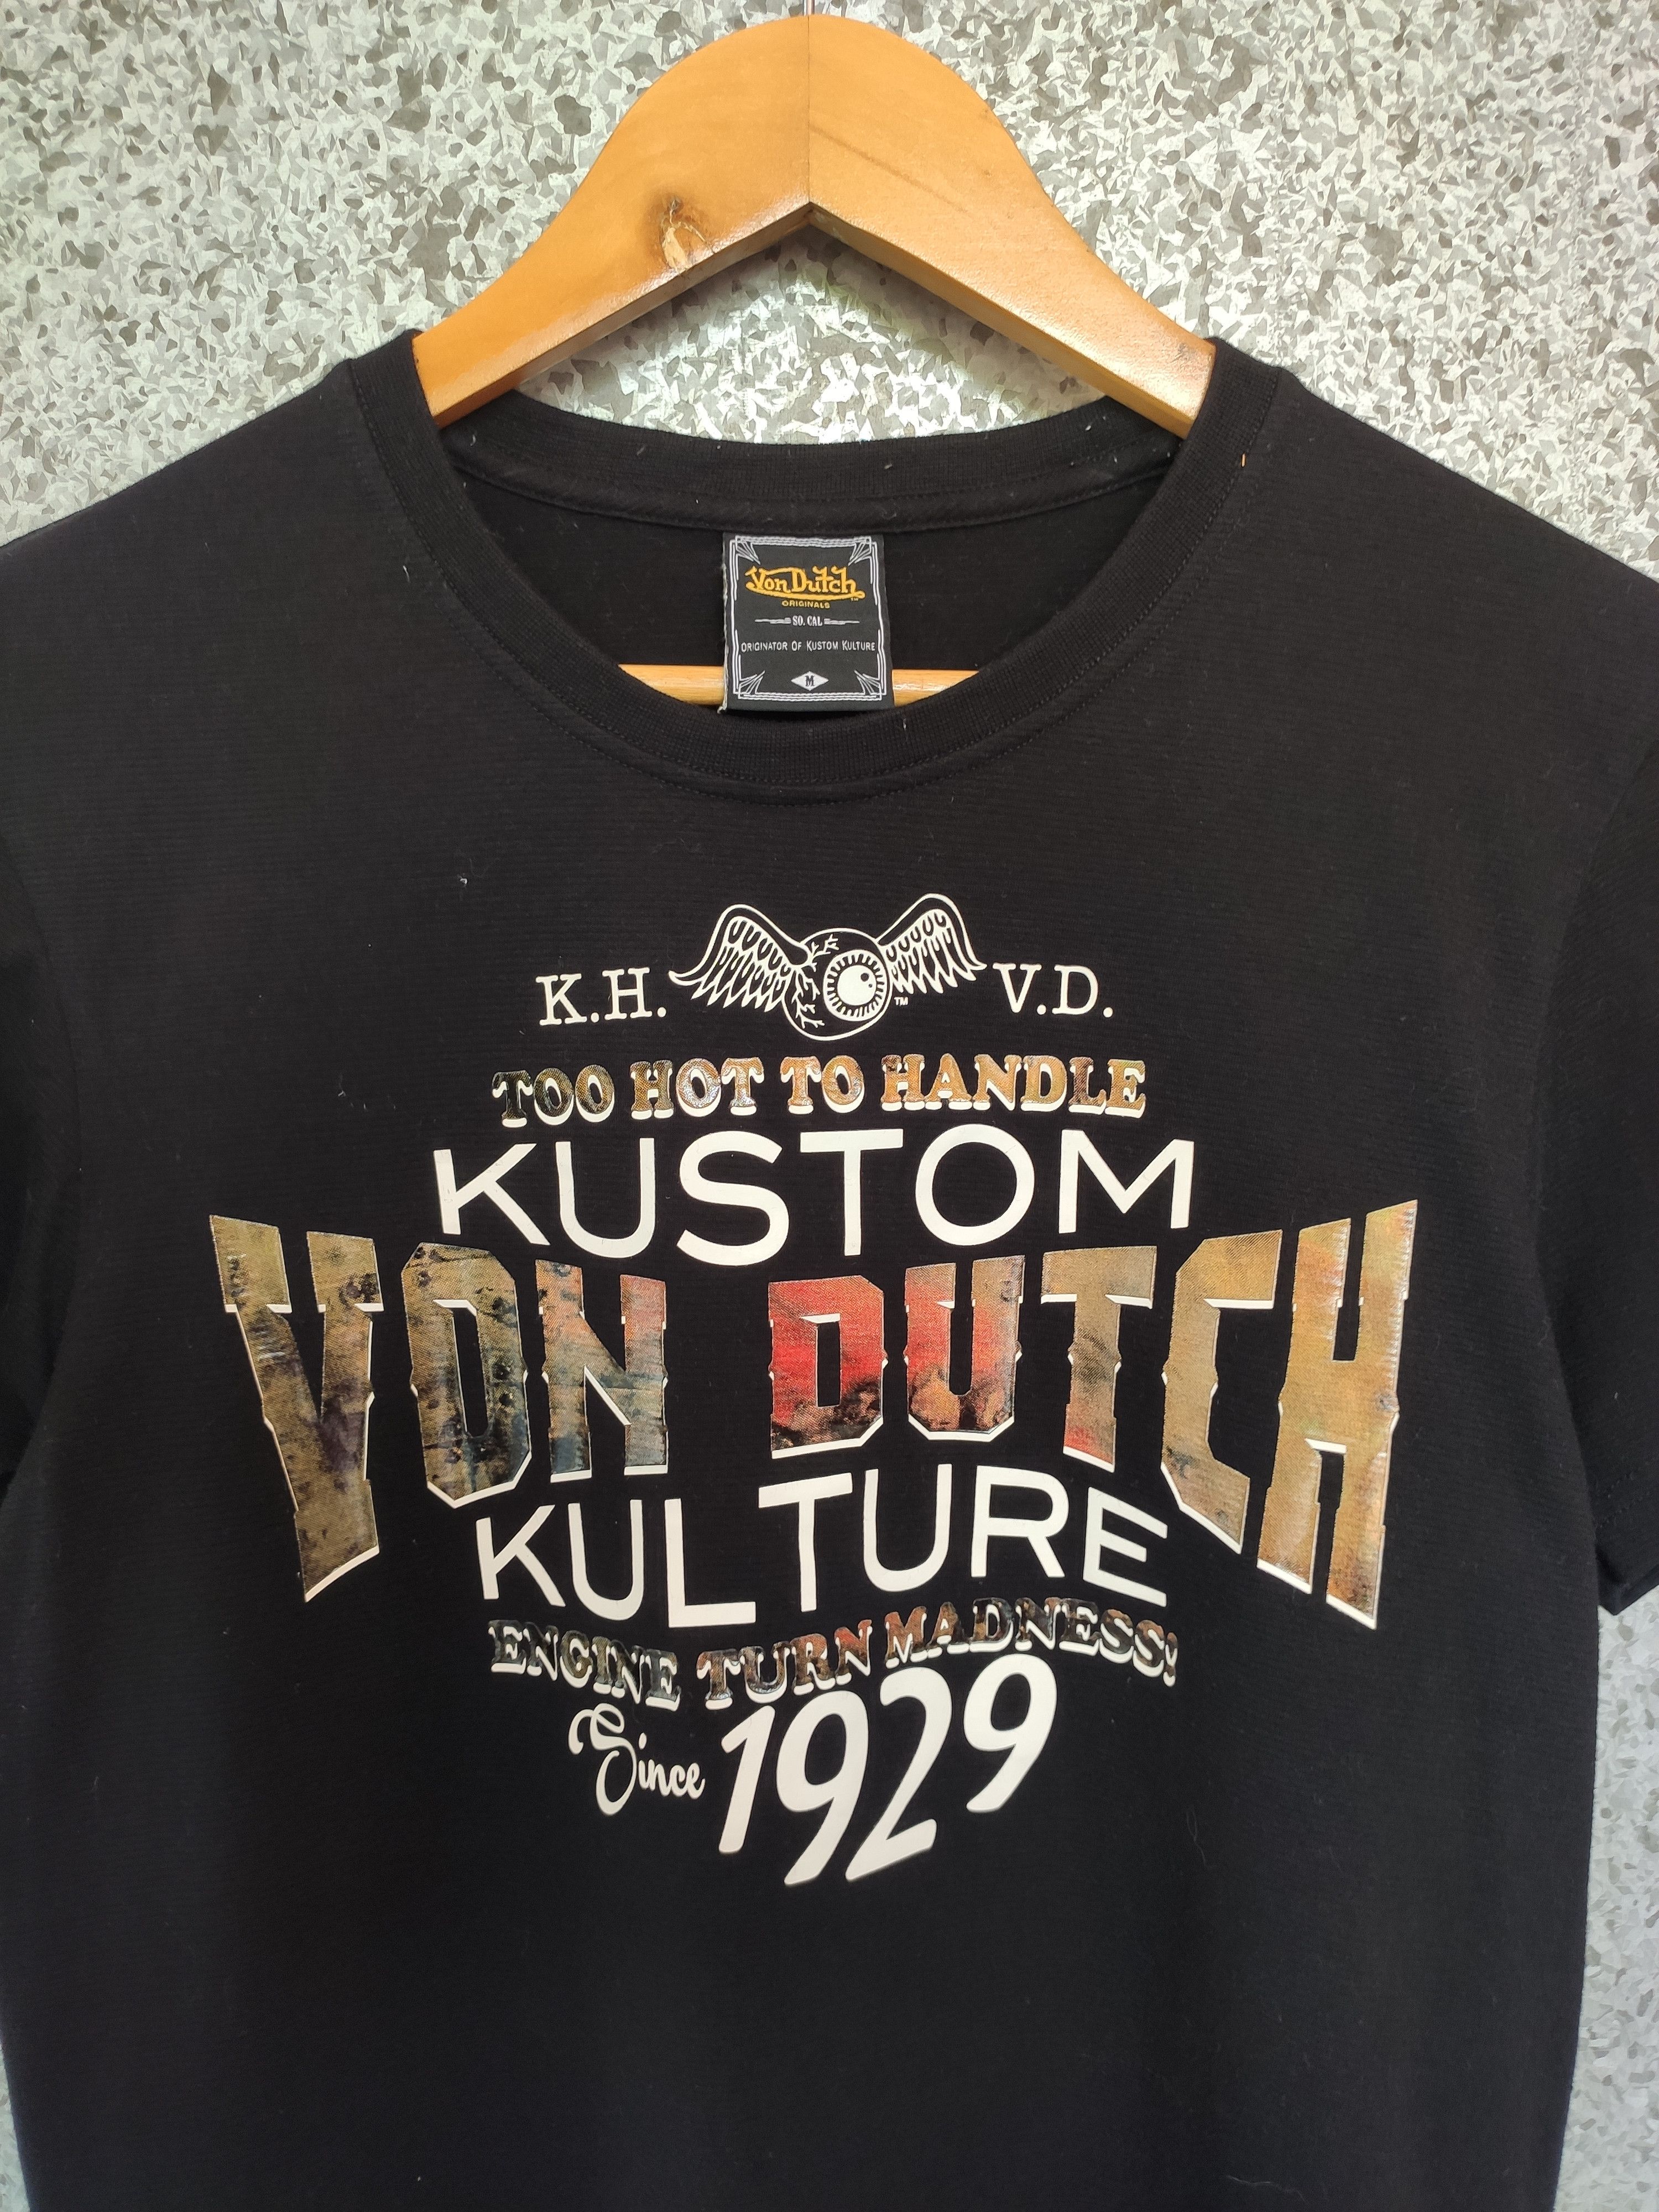 Von Dutch
ORIGINALS
SO. CAL
ORIGINATOR OF KUSTOM KULTURE
M
K.H. V.D.
TM
TOO HOT TO HANDLE
KUSTOM
VON DUTCH
KULTURE
ENGINE TURN MADNESS!
Since 1929